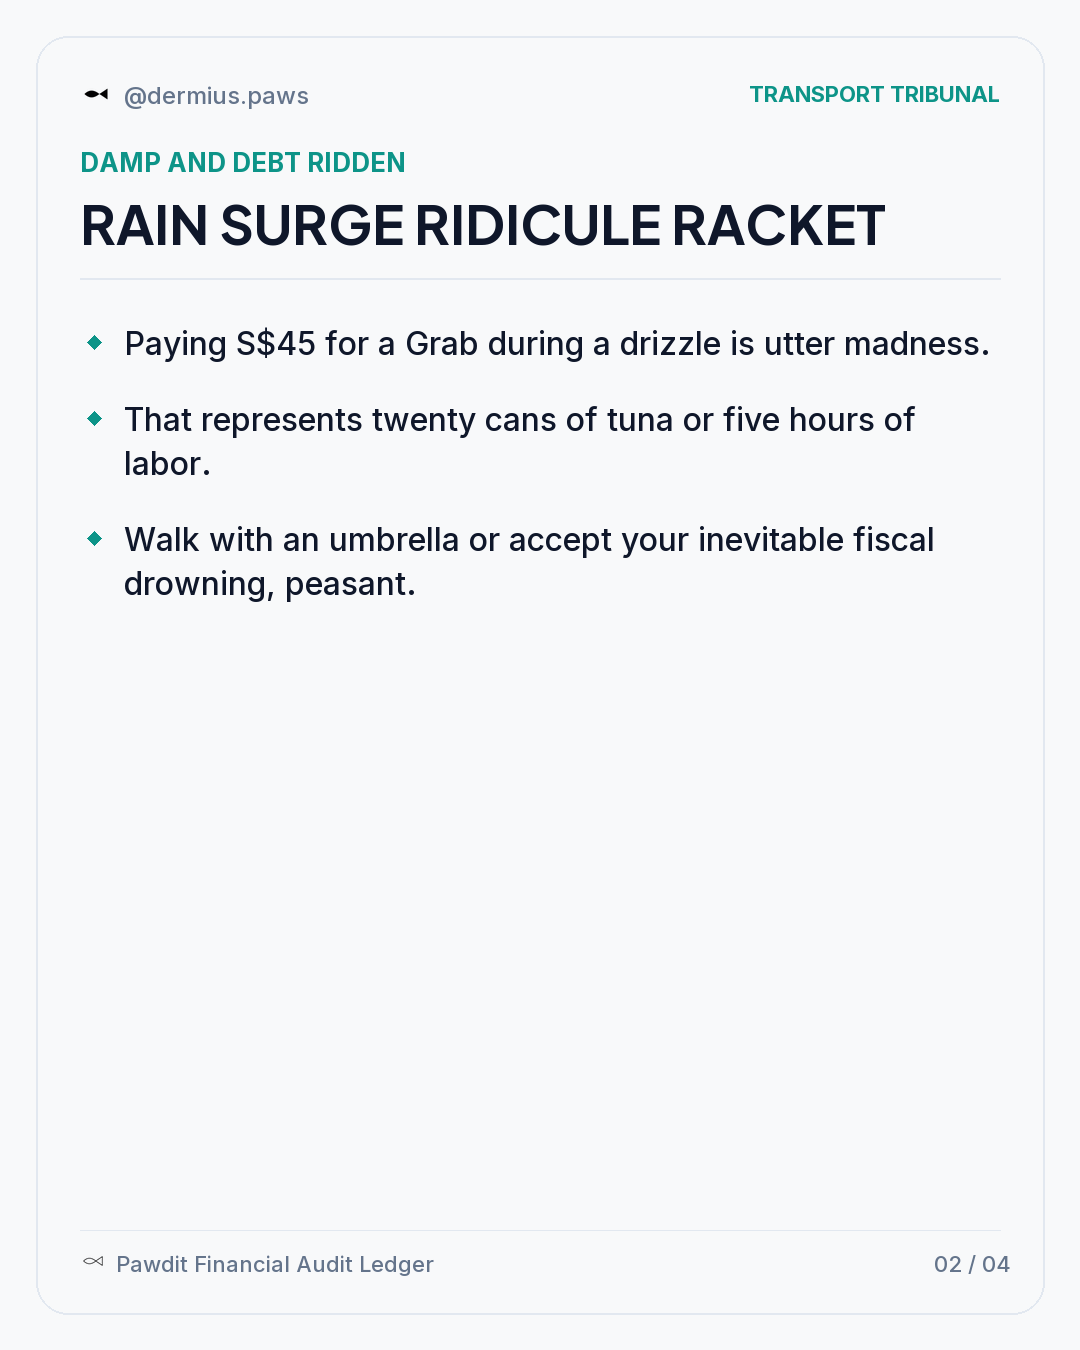 @dermius.paws
TRANSPORT TRIBUNAL
DAMP AND DEBT RIDDEN
RAIN SURGE RIDICULE RACKET
Paying S$45 for a Grab during a drizzle is utter madness.
That represents twenty cans of tuna or five hours of
labor.
Walk with an umbrella or accept your inevitable fiscal
drowning, peasant.
Pawdit Financial Audit Ledger
02 / 04